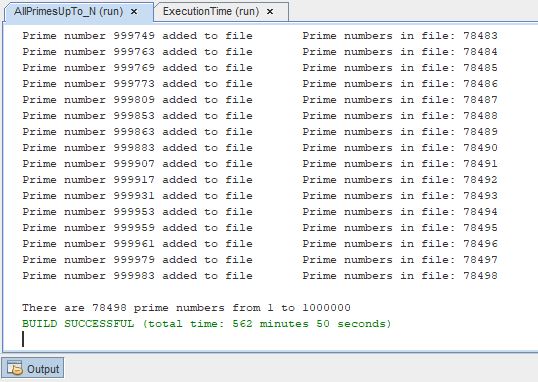 AllPrimesUpTo_N (run) × ExecutionTime (run) ×
Prime number 999749 added to file Prime numbers in file: 78483
Prime number 999763 added to file Prime numbers in file: 78484
Prime number 999769 added to file Prime numbers in file: 78485
Prime number 999773 added to file Prime numbers in file: 78486
Prime number 999809 added to file Prime numbers in file: 78487
Prime number 999853 added to file Prime numbers in file: 78488
Prime number 999863 added to file Prime numbers in file: 78489
Prime number 999883 added to file Prime numbers in file: 78490
Prime number 999907 added to file Prime numbers in file: 78491
Prime number 999917 added to file Prime numbers in file: 78492
Prime number 999931 added to file Prime numbers in file: 78493
Prime number 999953 added to file Prime numbers in file: 78494
Prime number 999959 added to file Prime numbers in file: 78495
Prime number 999961 added to file Prime numbers in file: 78496
Prime number 999979 added to file Prime numbers in file: 78497
Prime number 999983 added to file Prime numbers in file: 78498
There are 78498 prime numbers from 1 to 1000000
BUILD SUCCESSFUL (total time: 562 minutes 50 seconds)
Output